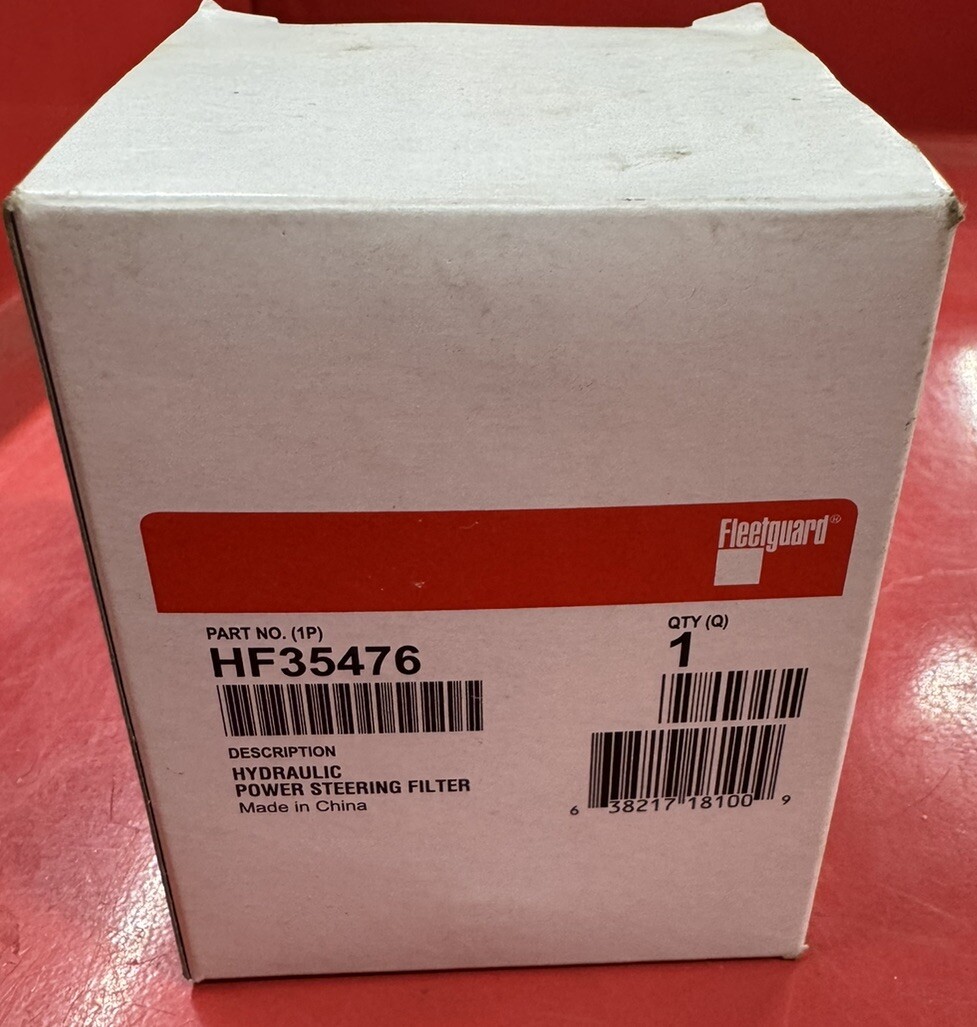 Fleetguard®
PART NO. (1P)
HF35476
QTY (Q)
1
DESCRIPTION
HYDRAULIC
POWER STEERING FILTER
Made in China
6 38217 18100 9